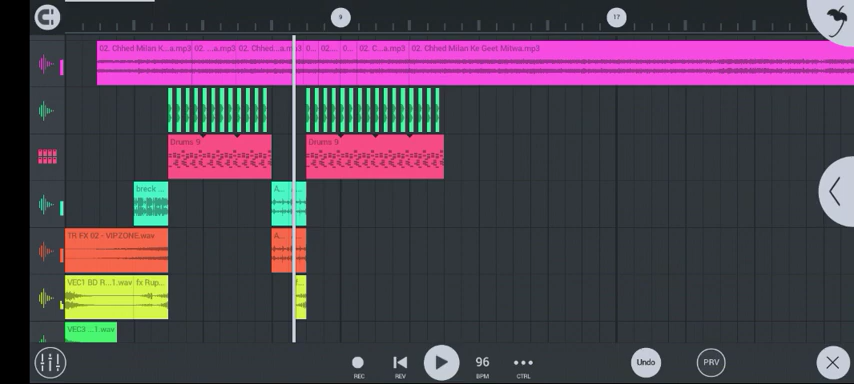 9
17
02. Chhed Milan K...a.mp3
02. ...a.mp3
02. Chhed...a.m
02...
0...
02. C...a.mp3
02. Chhed Milan Ke Geet Mitwa.mp3
Drums 9
Drums 9
breck ...
A...
TR FX 02 - VIPZONE.wav
A...
VEC1 BD R...1.wav
fx Rup...
VEC3 ...1.wav
96
Undo
PRV
REC
REV
BPM
CTRL